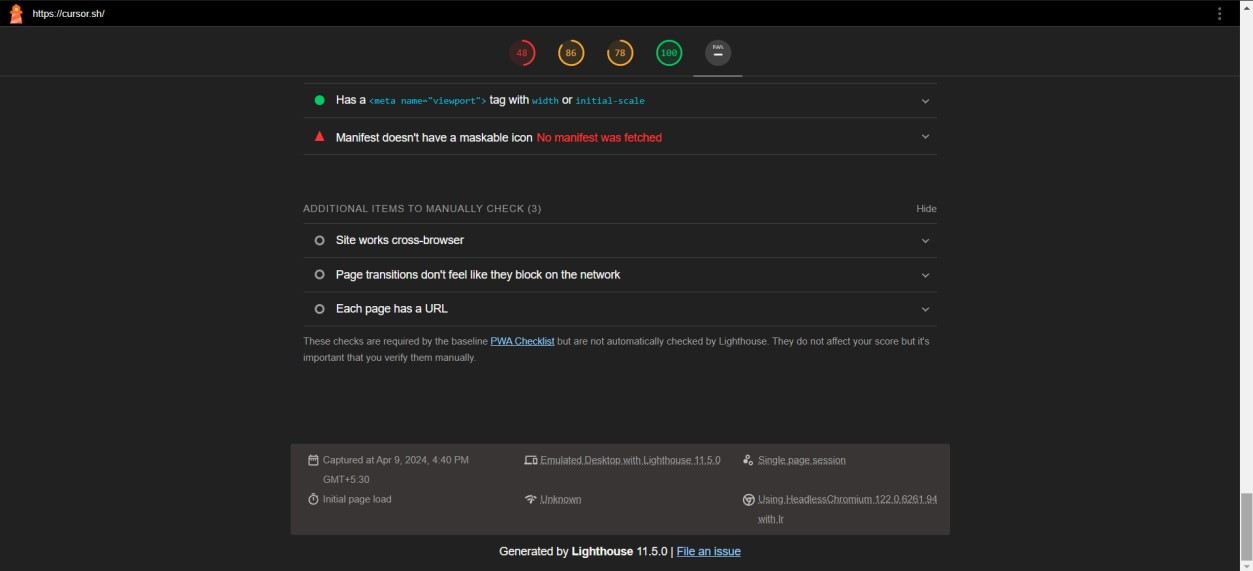 https://cursor.sh/
48 86 78 100 PWA
Has a <meta name="viewport"> tag with width or initial-scale
Manifest doesn't have a maskable icon No manifest was fetched
ADDITIONAL ITEMS TO MANUALLY CHECK (3) Hide
Site works cross-browser
Page transitions don't feel like they block on the network
Each page has a URL
These checks are required by the baseline PWA Checklist but are not automatically checked by Lighthouse. They do not affect your score but it's
important that you verify them manually.
Captured at Apr 9, 2024, 4:40 PM
GMT+5:30
Emulated Desktop with Lighthouse 11.5.0
Single page session
Initial page load
Unknown
Using HeadlessChromium 122.0.6261.94
with lr
Generated by Lighthouse 11.5.0 | File an issue